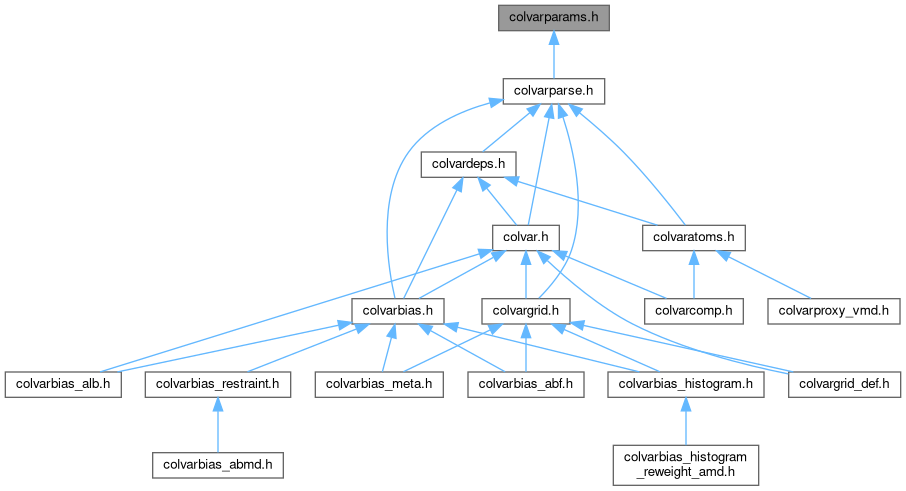 colvarparams.h
colvarparse.h
colvardeps.h
colvar.h
colvaratoms.h
colvarbias.h
colvargrid.h
colvarcomp.h
colvarproxy_vmd.h
colvarbias_alb.h
colvarbias_restraint.h
colvarbias_meta.h
colvarbias_abf.h
colvarbias_histogram.h
colvargrid_def.h
colvarbias_abmd.h
colvarbias_histogram
_reweight_amd.h